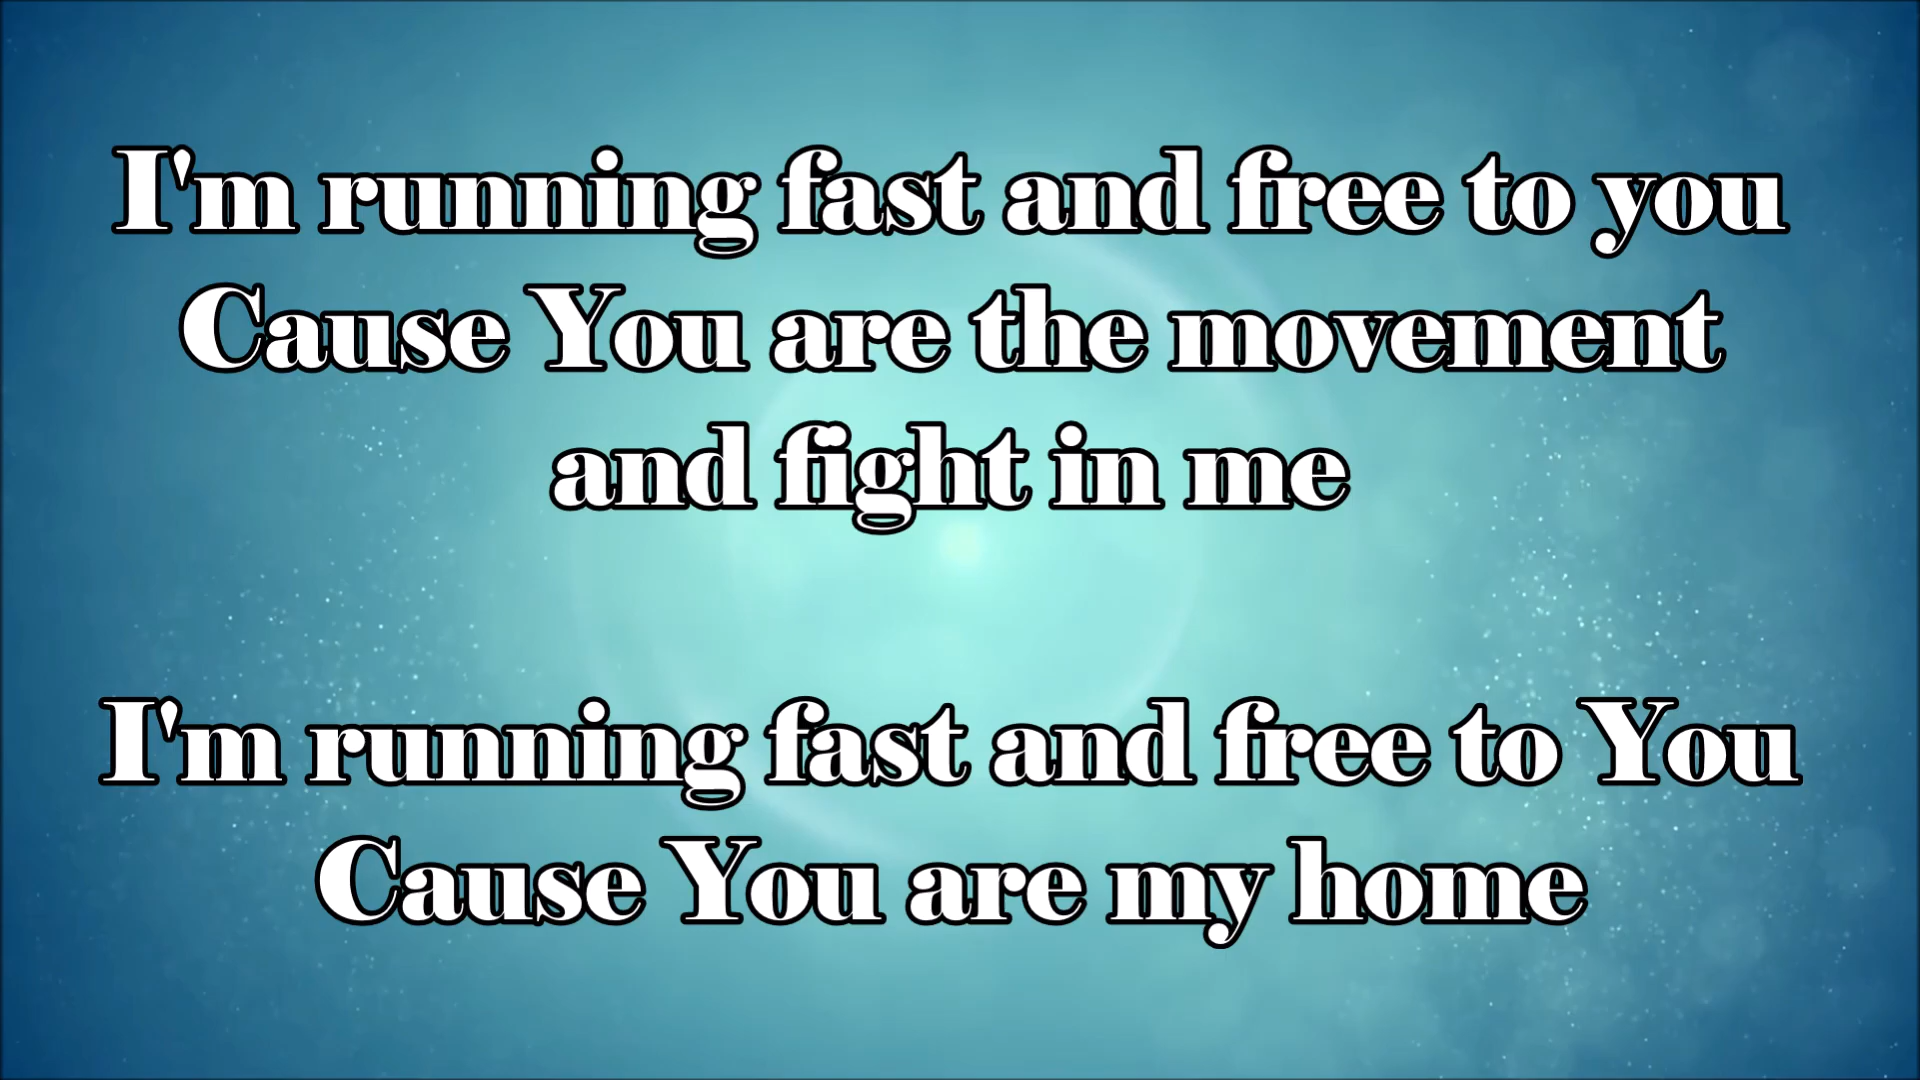 I'm running fast and free to you
Cause You are the movement
and fight in me
I'm running fast and free to You
Cause You are my home